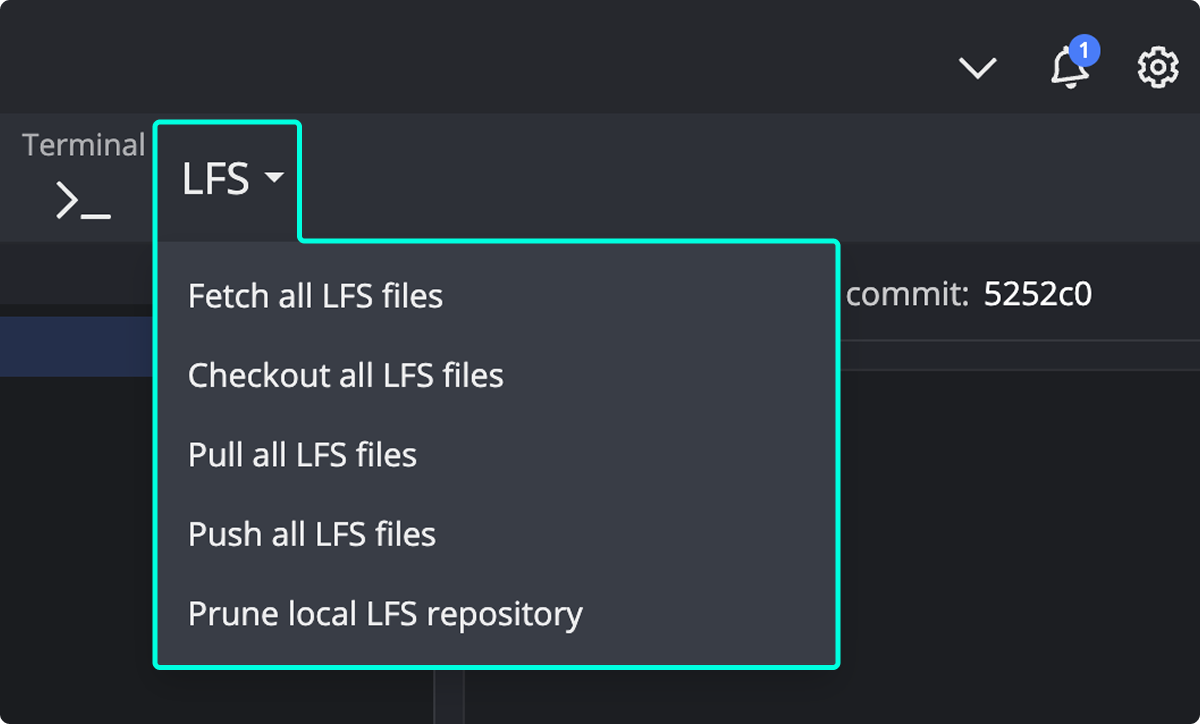 1
Terminal
LFS
>_
Fetch all LFS files
commit: 5252c0
Checkout all LFS files
Pull all LFS files
Push all LFS files
Prune local LFS repository